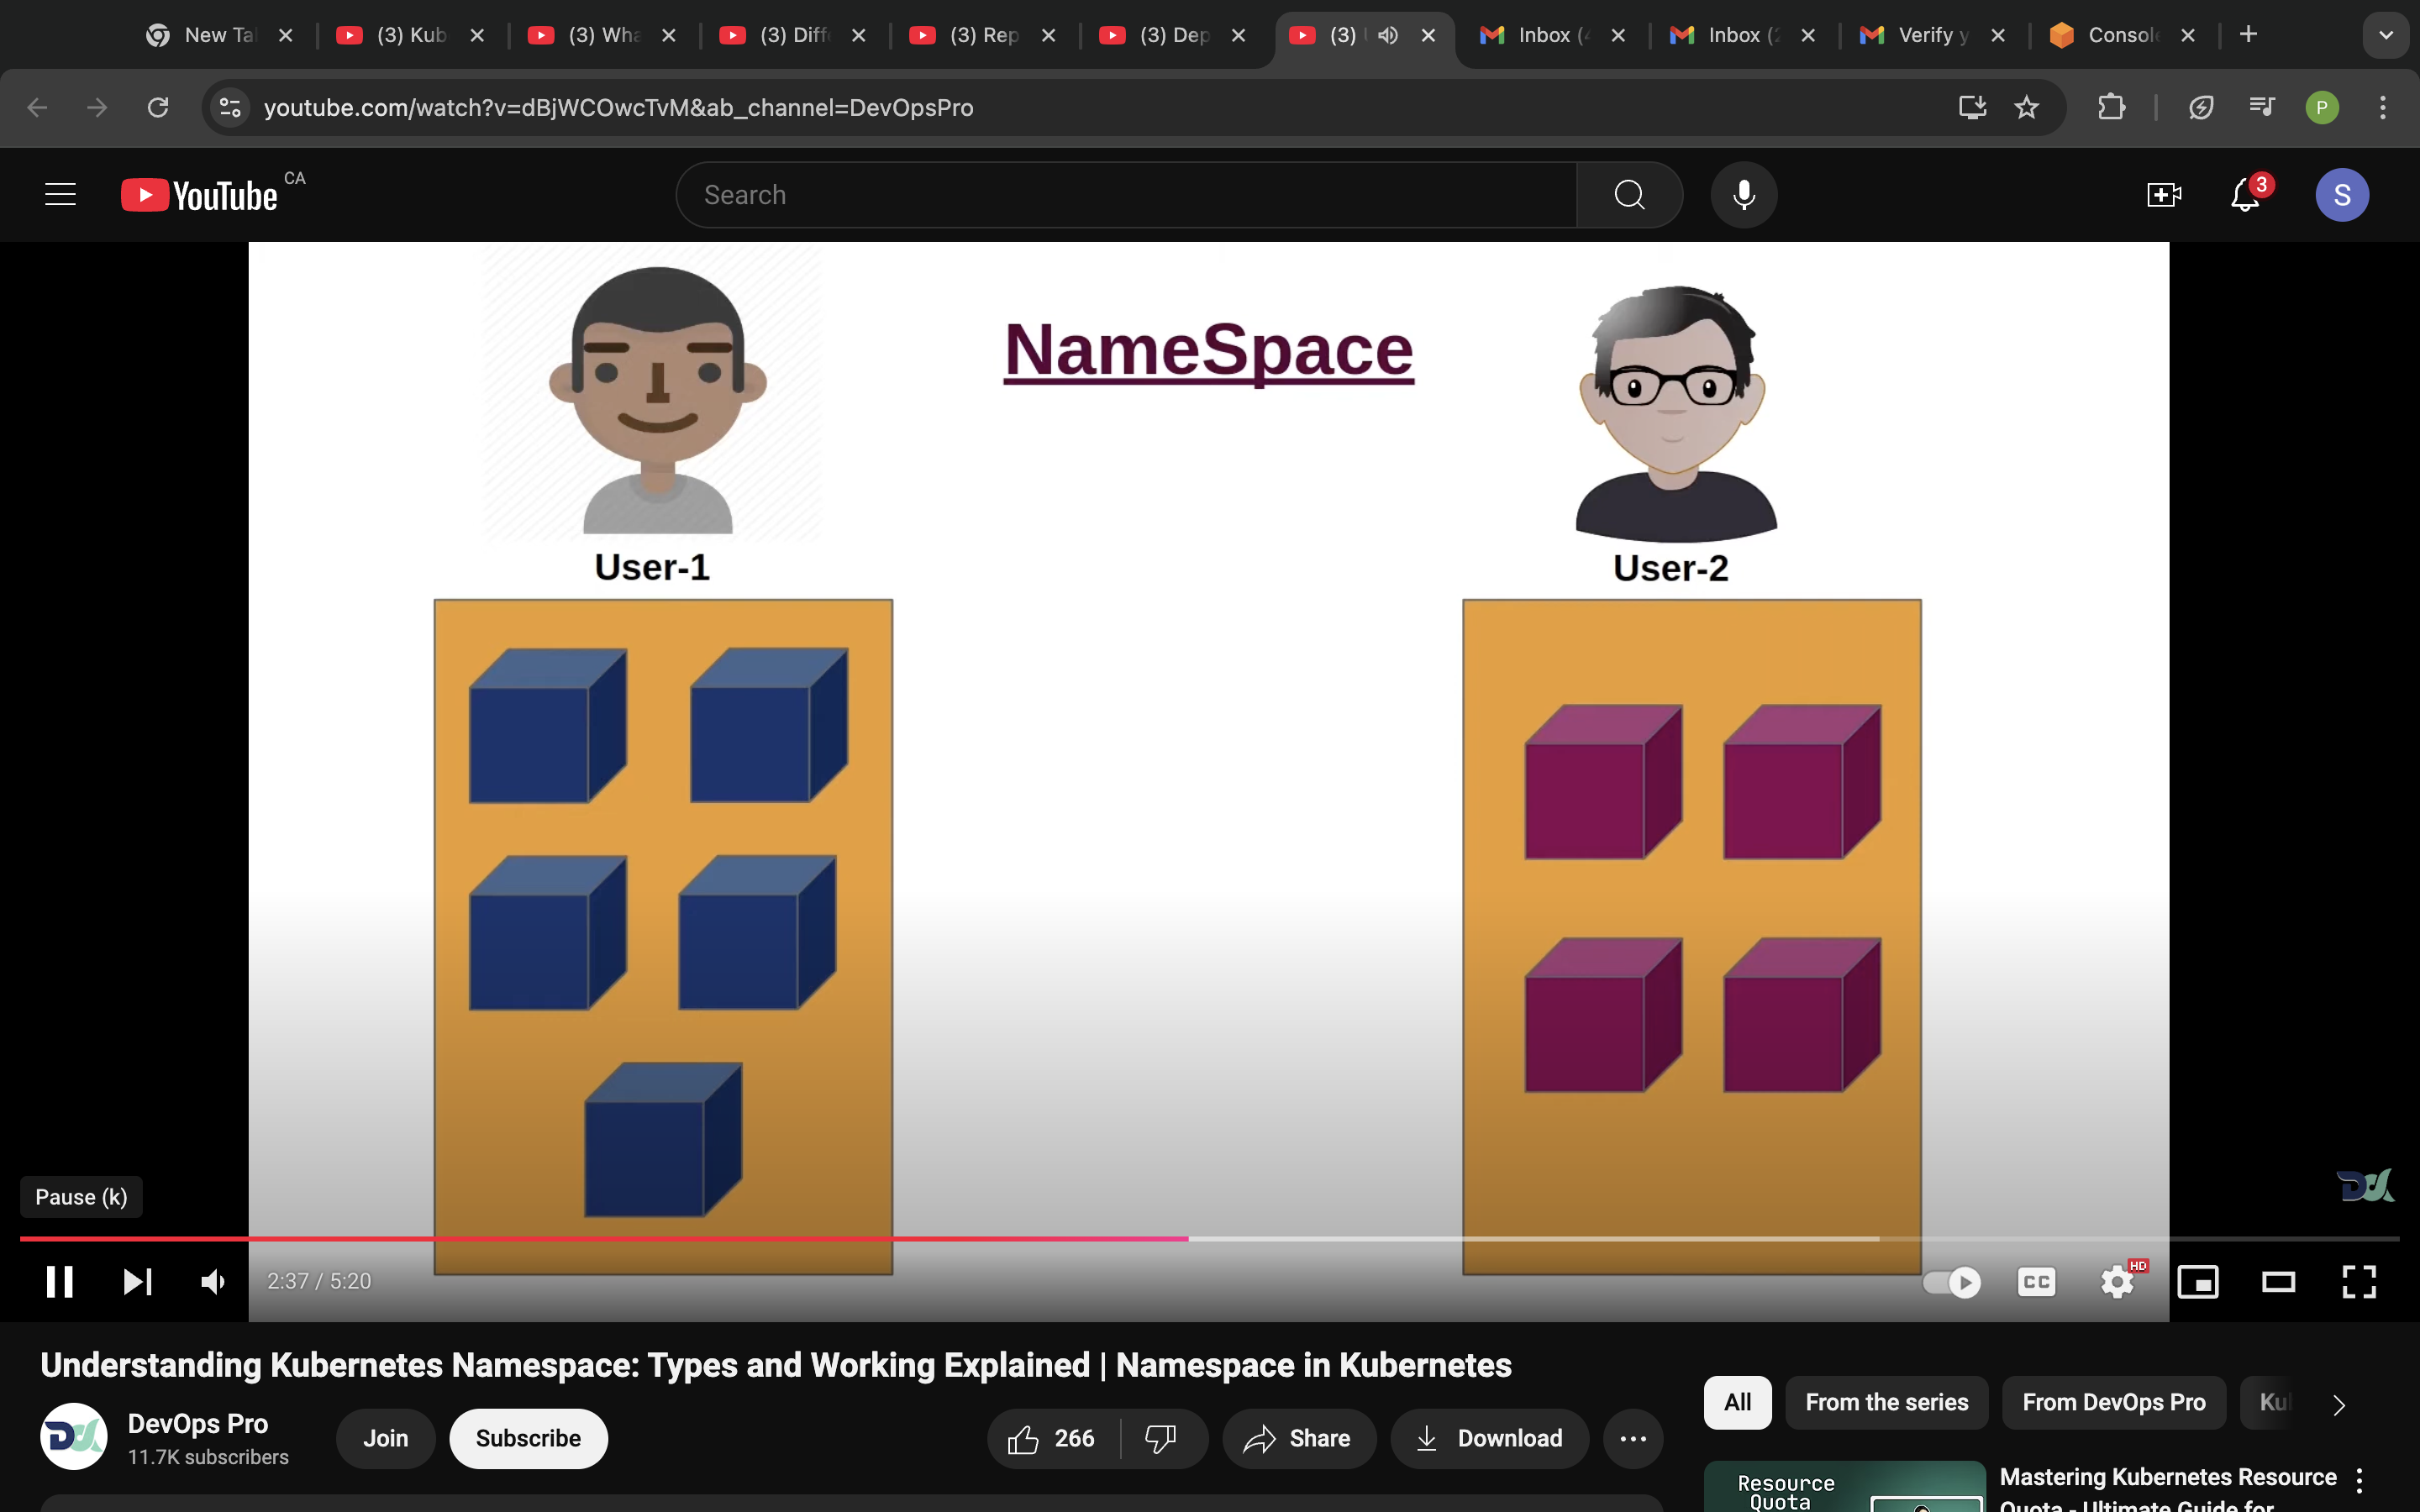 New Ta
(3) Kub
(3) Wha
(3) Diff
(3) Rep
(3) Dep
(3)
Inbox (
Inbox (
Verify y
Console
youtube.com/watch?v=dBjWCOwcTvM&ab_channel=DevOpsPro
P
YouTube CA
Search
3
S
NameSpace
User-1
User-2
Pause (k)
2:37 / 5:20
CC
HD
Understanding Kubernetes Namespace: Types and Working Explained | Namespace in Kubernetes
DevOps Pro
11.7K subscribers
Join
Subscribe
266
Share
Download
All
From the series
From DevOps Pro
Resource
Quota
Mastering Kubernetes Resource
Quota - Ultimate Guide for